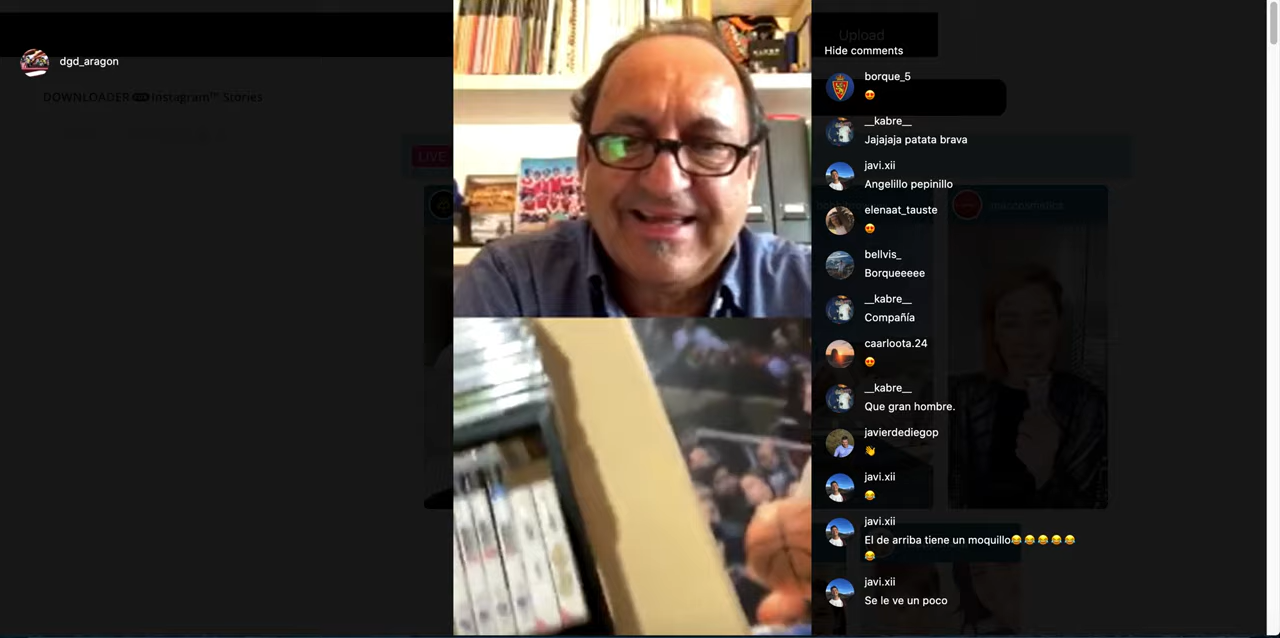 Upload
Hide comments
dgd_aragon
DOWNLOADER Instagram™ Stories
LIVE
borque_5
😍
__kabre__
Jajajaja patata brava
javi.xii
Angelillo pepinillo
elenaat_tauste
😍
bellvis_
Borqueeeee
__kabre__
Compañía
caarloota.24
😍
__kabre__
Que gran hombre.
javierdediegop
👋
javi.xii
😂
javi.xii
El de arriba tiene un moquillo😂😂😂😂😂
😂
javi.xii
Se le ve un poco